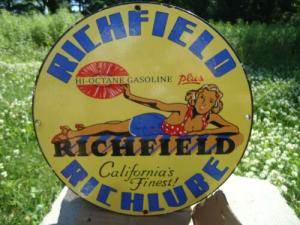 RICHFIELD
HI-OCTANE GASOLINE plus
RICHFIELD
California's
Finest!
RICHLUBE